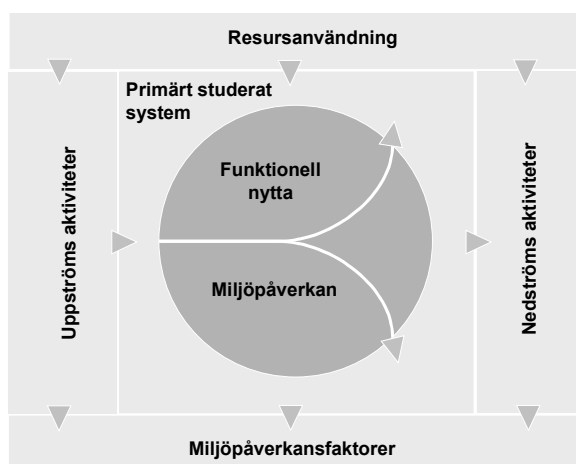 Resursanvändning
Primärt studerat
system
Uppströms aktiviteter
Funktionell
nytta
Miljöpåverkan
Nedströms aktiviteter
Miljöpåverkansfaktorer